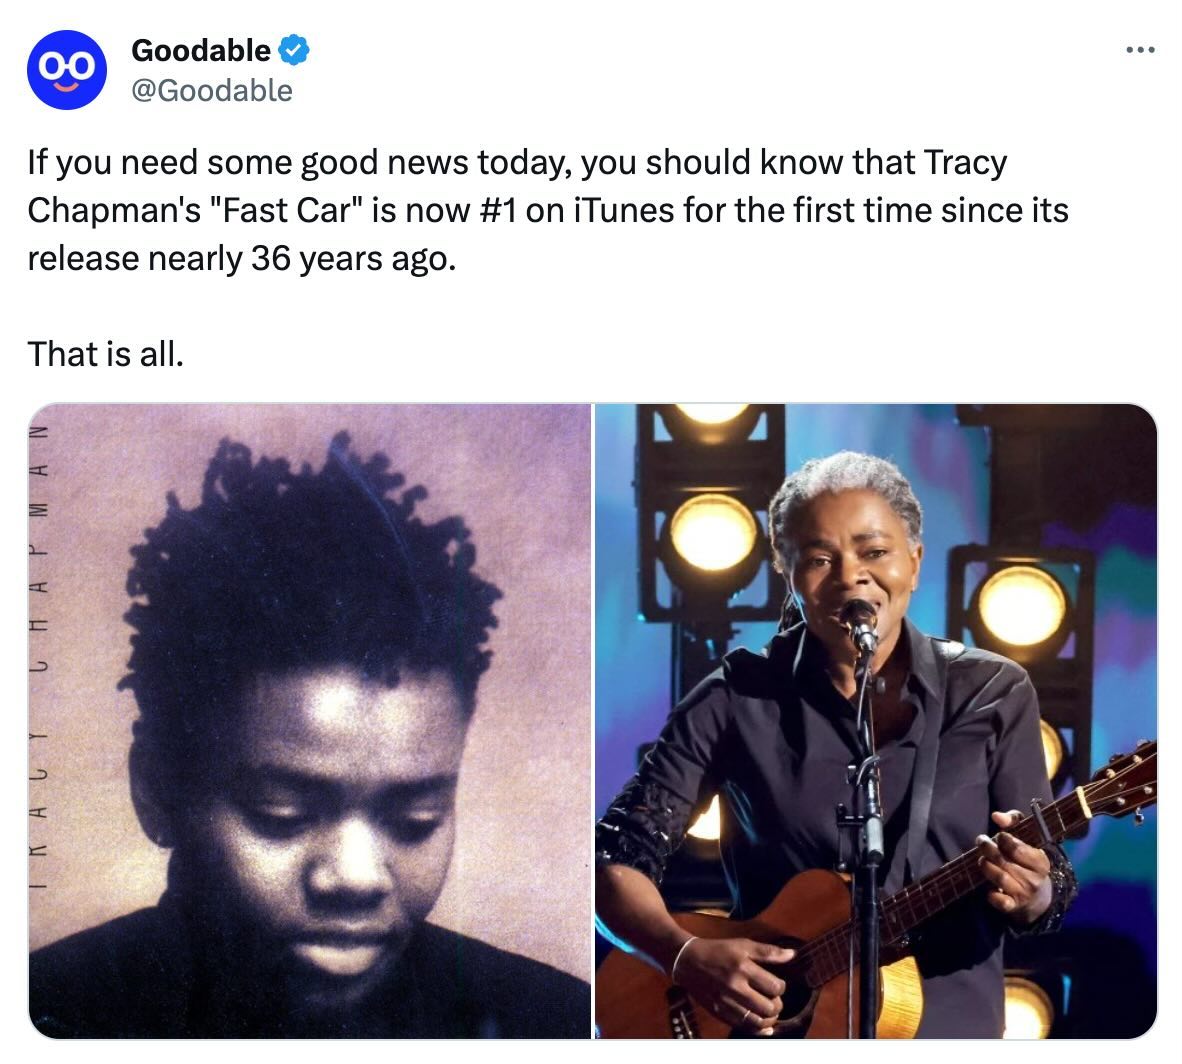 Goodable
@Goodable
If you need some good news today, you should know that Tracy
Chapman's "Fast Car" is now #1 on iTunes for the first time since its
release nearly 36 years ago.
That is all.
TRACY CHAPMAN